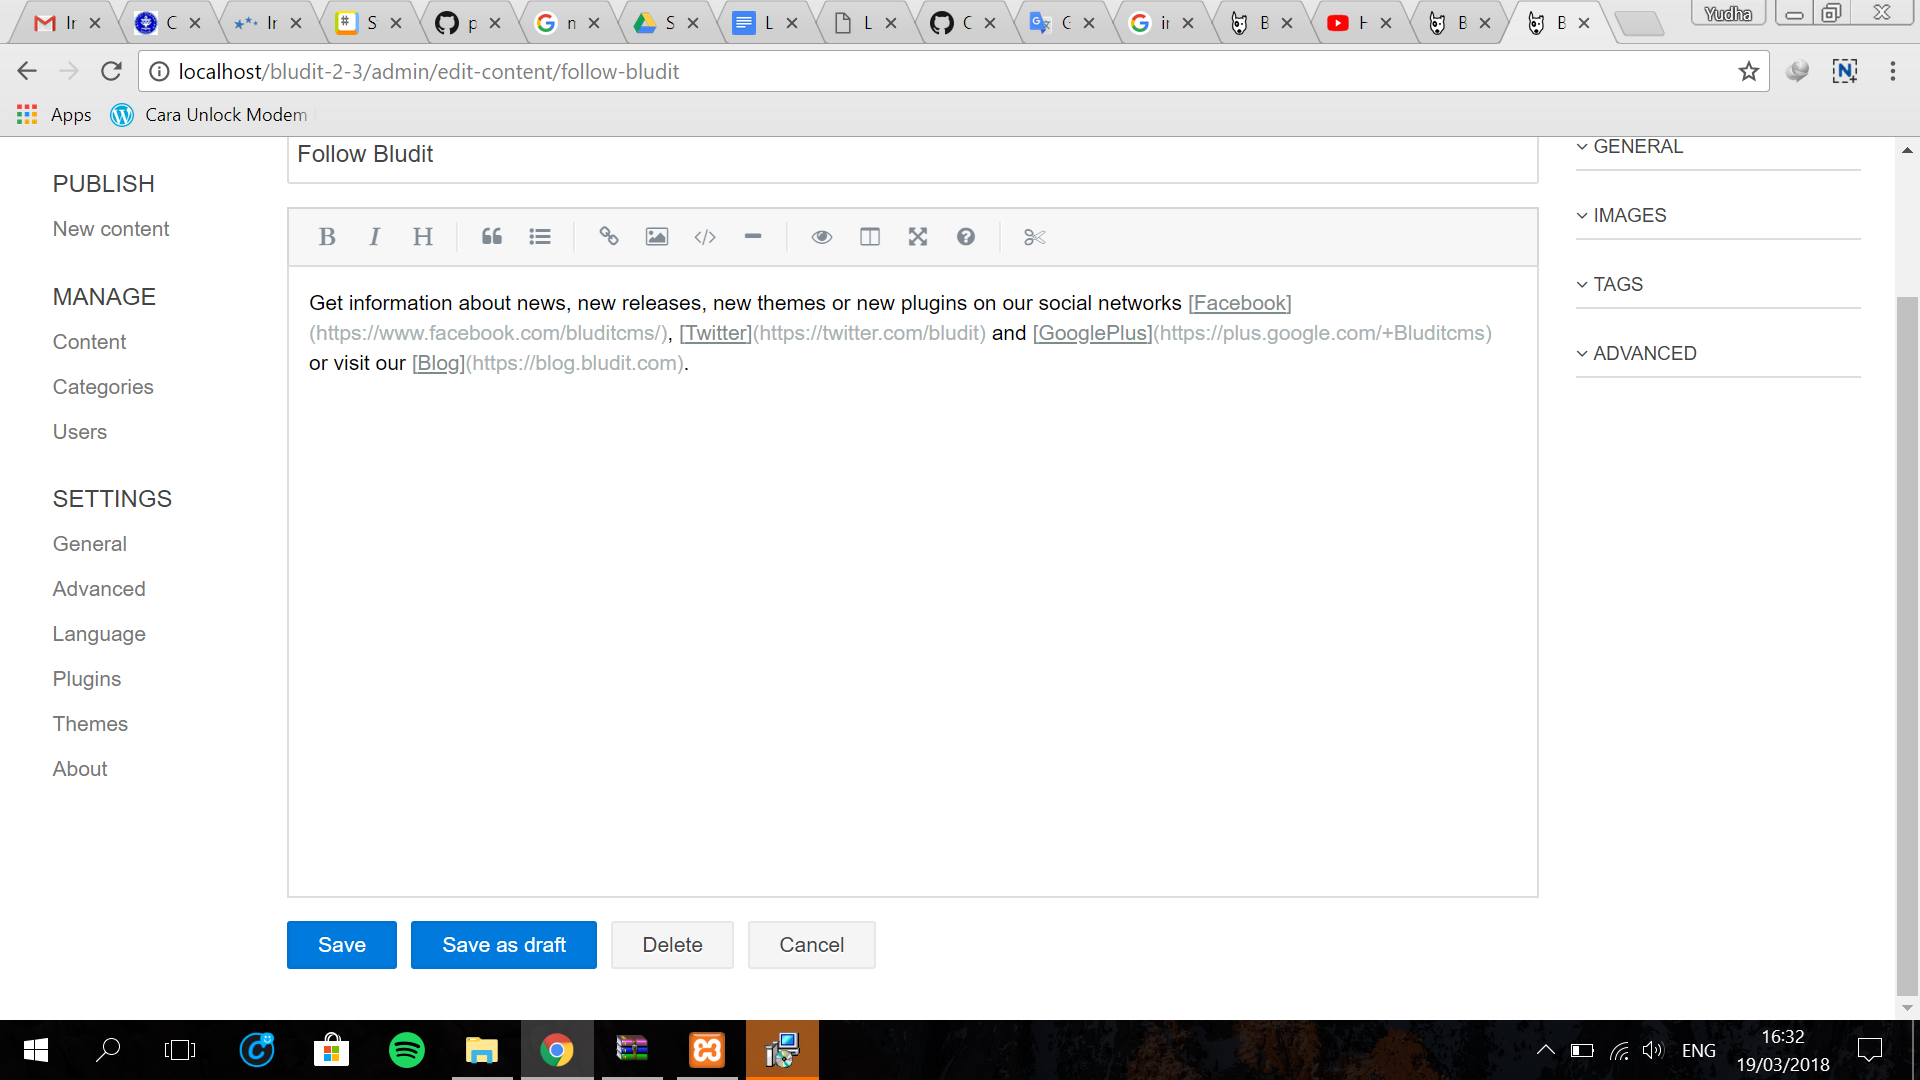 Ir
C
Ir
S
p
n
S
L
L
C
C
ir
B
H
B
B
Yudha
localhost/bludit-2-3/admin/edit-content/follow-bludit
Apps
Cara Unlock Modem
PUBLISH
New content
MANAGE
Content
Categories
Users
SETTINGS
General
Advanced
Language
Plugins
Themes
About
Follow Bludit
B I H
Get information about news, new releases, new themes or new plugins on our social networks [Facebook]
(https://www.facebook.com/bluditcms/), [Twitter](https://twitter.com/bludit) and [GooglePlus](https://plus.google.com/+Bluditcms)
or visit our [Blog](https://blog.bludit.com).
Save
Save as draft
Delete
Cancel
GENERAL
IMAGES
TAGS
ADVANCED
ENG
16:32
19/03/2018